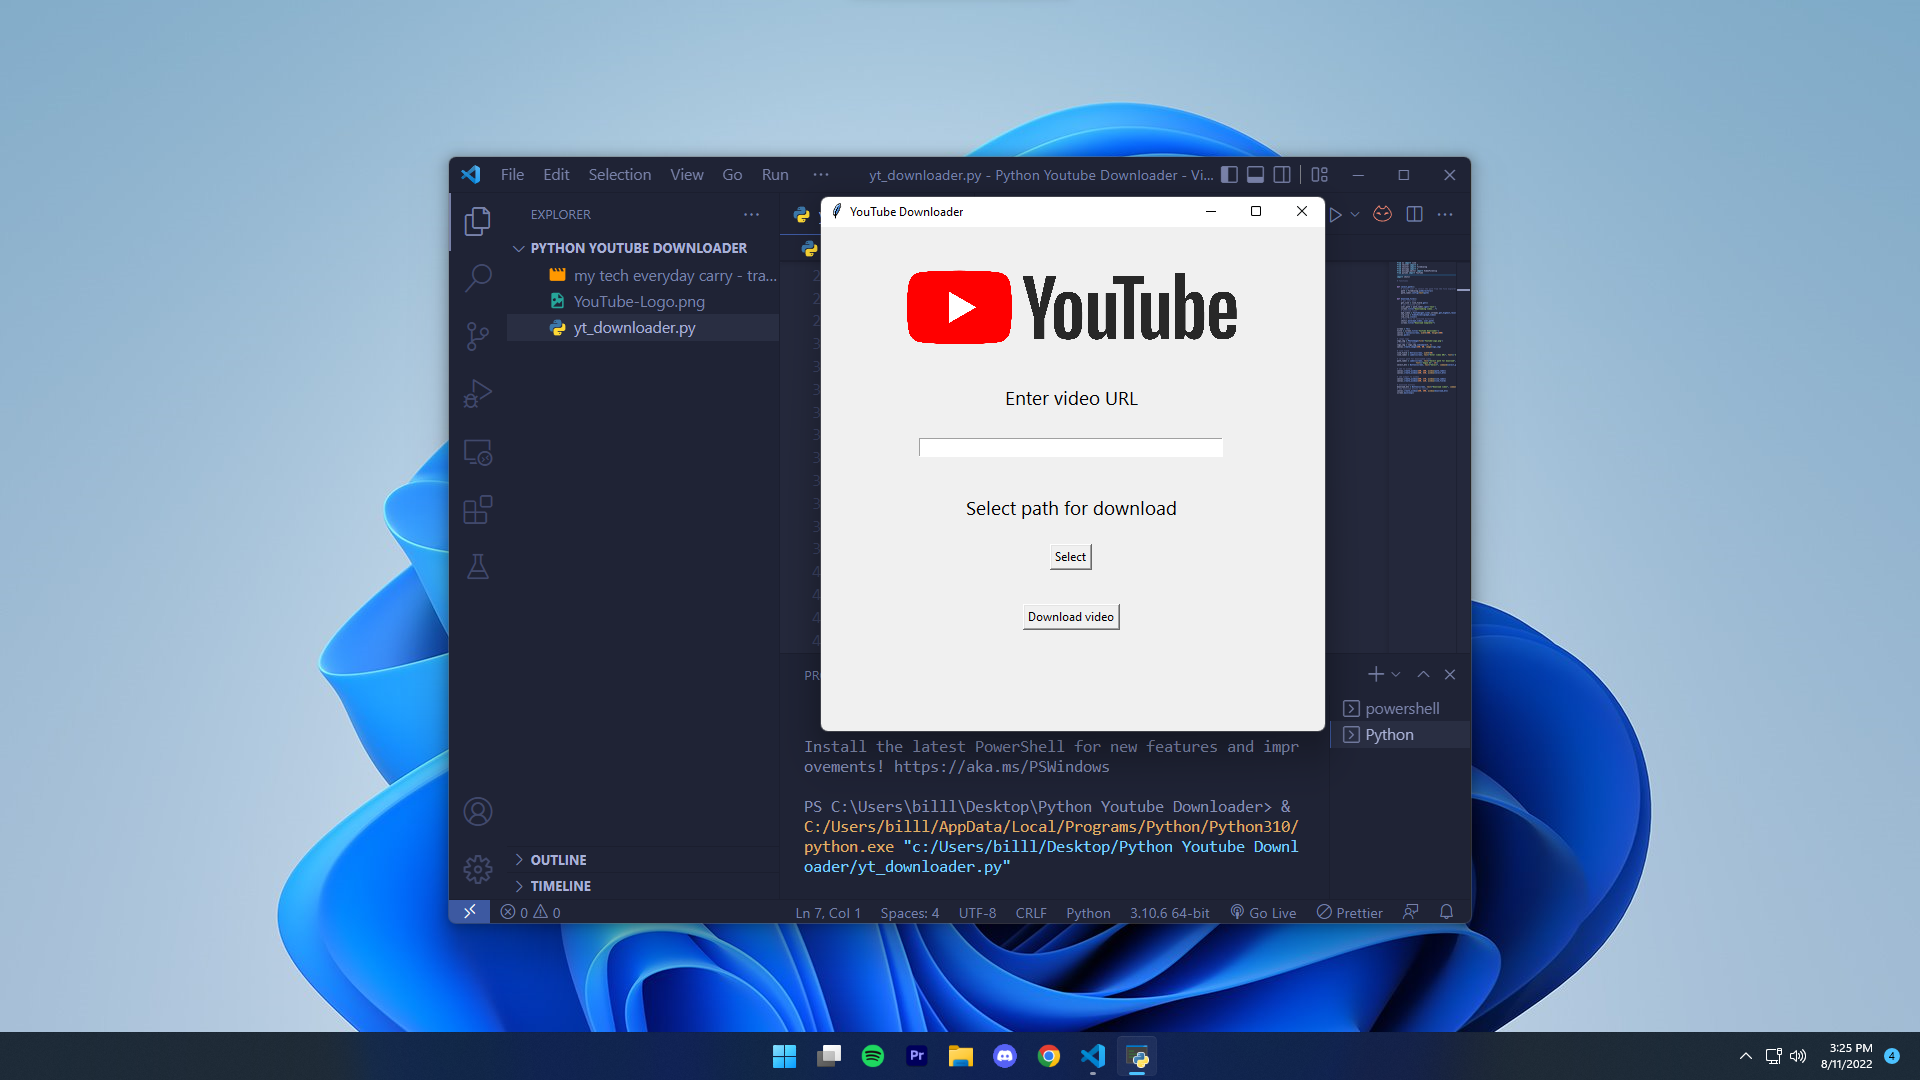 File Edit Selection View Go Run ···
yt_downloader.py - Python Youtube Downloader - Vi...
EXPLORER
PYTHON YOUTUBE DOWNLOADER
my tech everyday carry - tra...
YouTube-Logo.png
yt_downloader.py
OUTLINE
TIMELINE
YouTube Downloader
YouTube
Enter video URL
Select path for download
Select
Download video
powershell
Python
Install the latest PowerShell for new features and impr
ovements! https://aka.ms/PSWindows
PS C:\Users\billl\Desktop\Python Youtube Downloader> &
C:/Users/billl/AppData/Local/Programs/Python/Python310/
python.exe "c:/Users/billl/Desktop/Python Youtube Downl
oader/yt_downloader.py"
0 0
Ln 7, Col 1 Spaces: 4 UTF-8 CRLF Python 3.10.6 64-bit Go Live Prettier
Pr
3:25 PM
8/11/2022
4